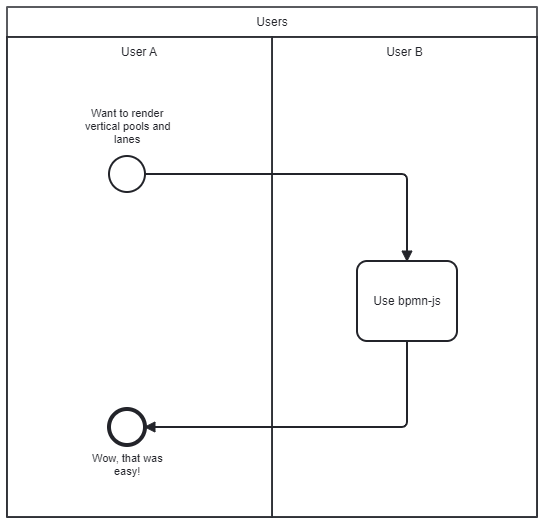 Users
User A
User B
Want to render
vertical pools and
lanes
Use bpmn-js
Wow, that was
easy!